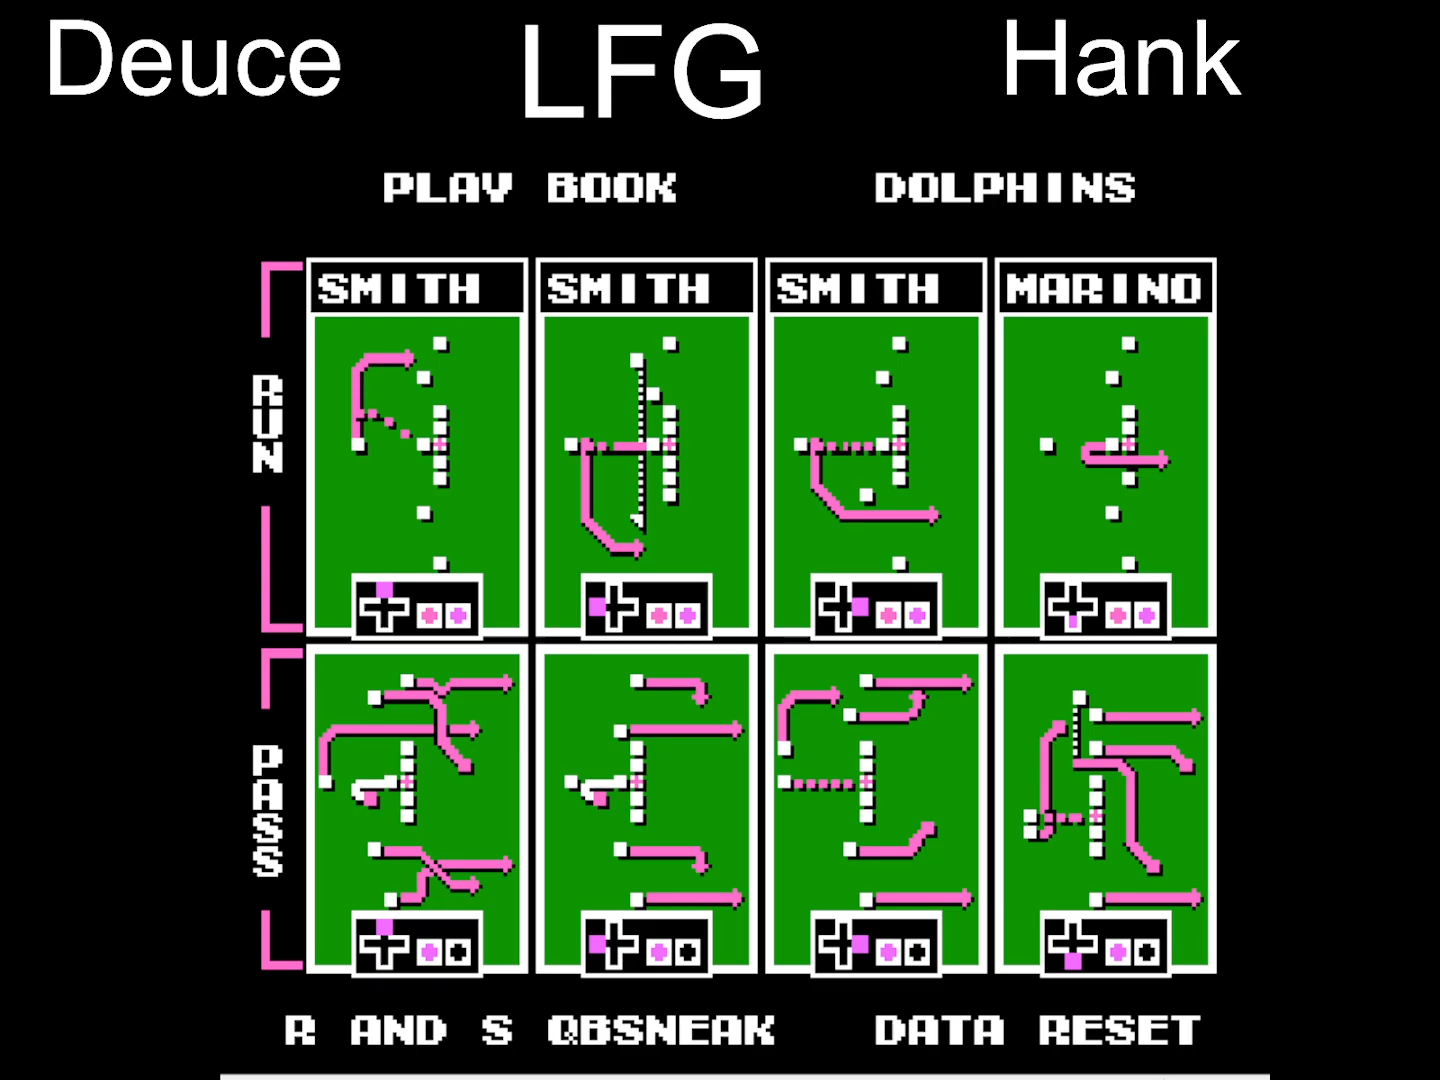 Deuce LFG Hank
PLAY BOOK DOLPHINS
SMITH SMITH SMITH MARINO
RUN
PASS
R AND S QBSNEAK DATA RESET